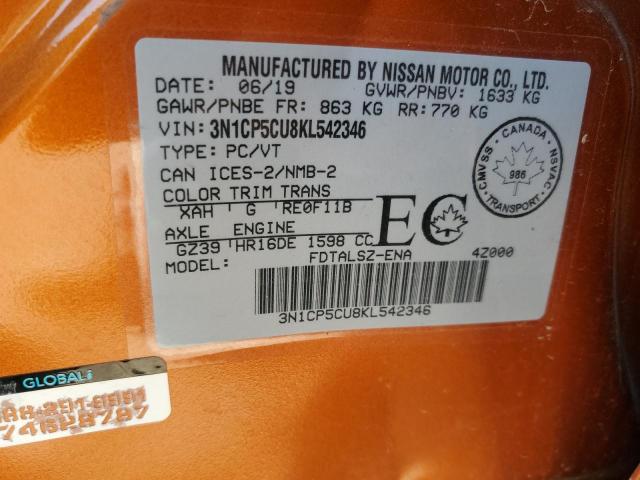 MANUFACTURED BY NISSAN MOTOR CO., LTD.
DATE: 06/19 GVWR/PNBV: 1633 KG
GAWR/PNBE FR: 863 KG RR: 770 KG
VIN: 3N1CP5CU8KL542346
TYPE: PC/VT
CAN ICES-2/NMB-2
COLOR TRIM TRANS
XAH G RE0F11B
AXLE ENGINE
GZ39 HR16DE 1598 CC
MODEL: FDTALSZ-ENA 4Z000
EC
CANADA
CMVSS NSVAC
986
TRANSPORT
3N1CP5CU8KL542346
GLOBALi